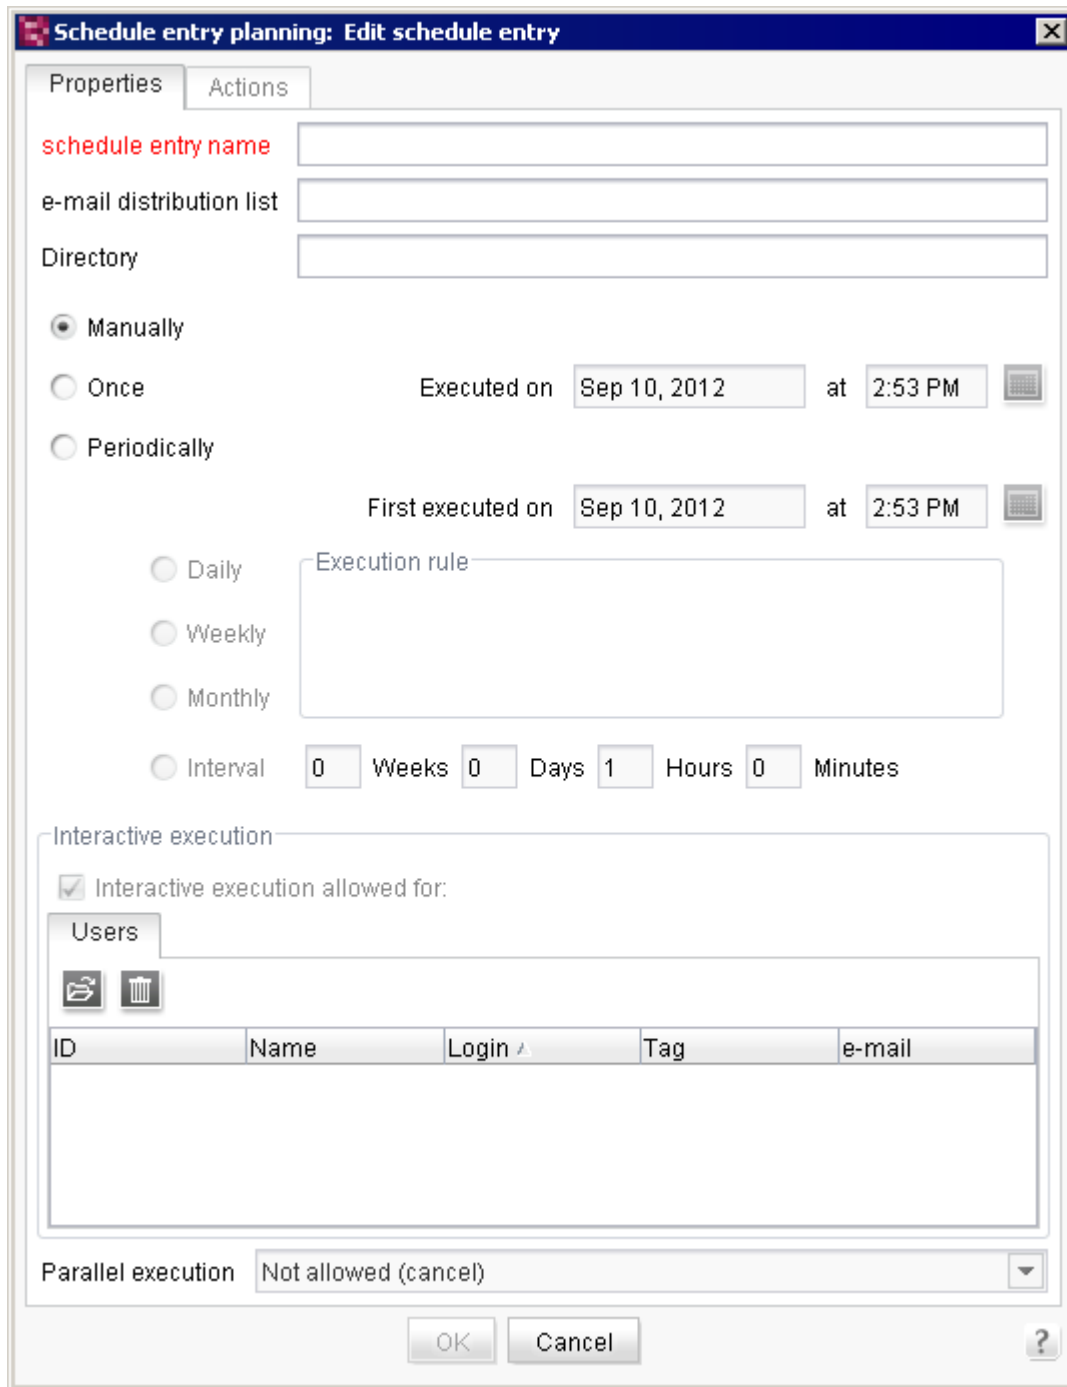 Schedule entry planning: Edit schedule entry
Properties Actions
schedule entry name
e-mail distribution list
Directory
Manually
Once Executed on Sep 10, 2012 at 2:53 PM
Periodically
First executed on Sep 10, 2012 at 2:53 PM
Execution rule
Daily
Weekly
Monthly
Interval 0 Weeks 0 Days 1 Hours 0 Minutes
Interactive execution
Interactive execution allowed for:
Users
ID Name Login Tag e-mail
Parallel execution Not allowed (cancel)
OK Cancel ?